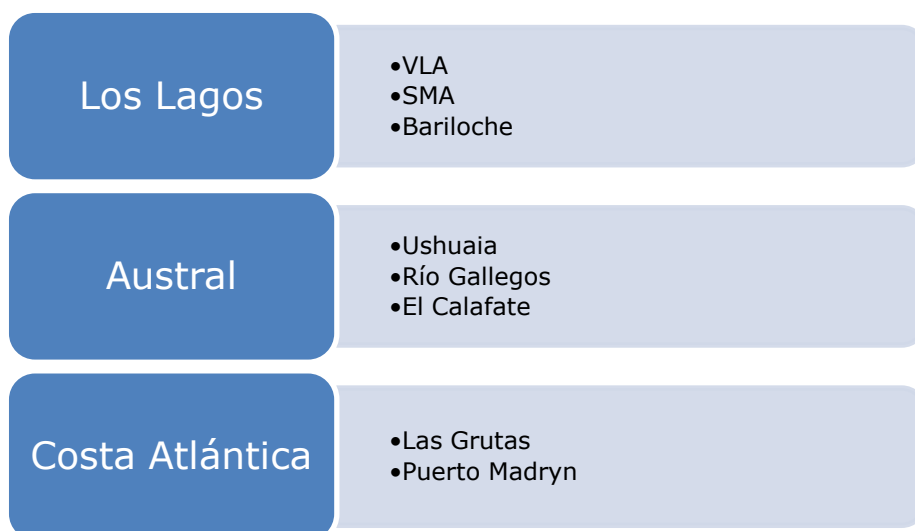 Los Lagos
•VLA
•SMA
•Bariloche
Austral
•Ushuaia
•Río Gallegos
•El Calafate
Costa Atlántica
•Las Grutas
•Puerto Madryn